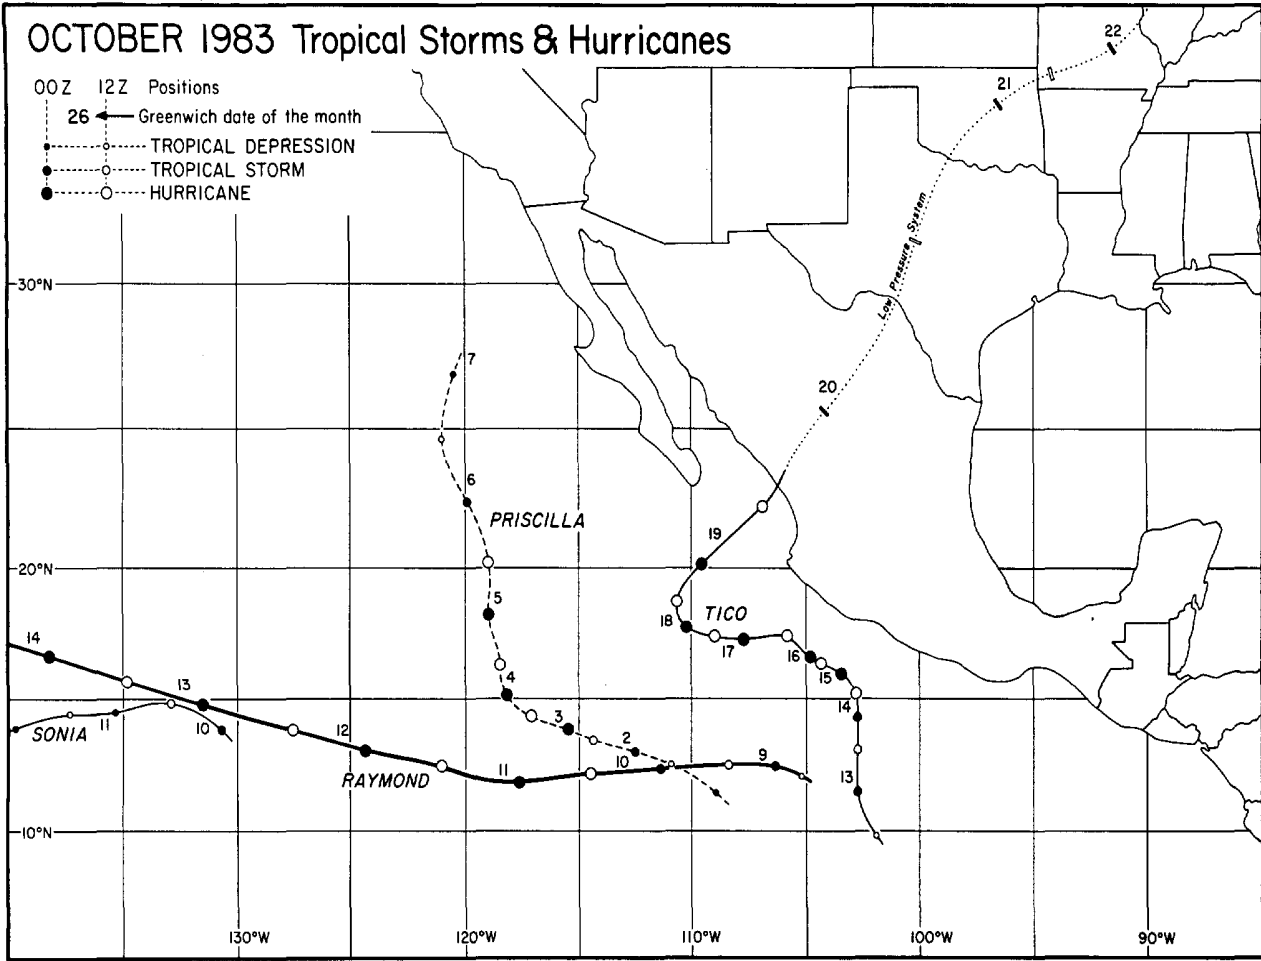 OCTOBER 1983 Tropical Storms & Hurricanes
00Z 12Z Positions
26 Greenwich date of the month
TROPICAL DEPRESSION
TROPICAL STORM
HURRICANE
22
21
Low Pressure System
30°N
7
20
6
PRISCILLA
19
20°N
5
TICO
18
17
16
15
14
4
14
13
3
2
12
11
10
SONIA
RAYMOND
11
10
9
13
10°N
130°W
120°W
110°W
100°W
90°W